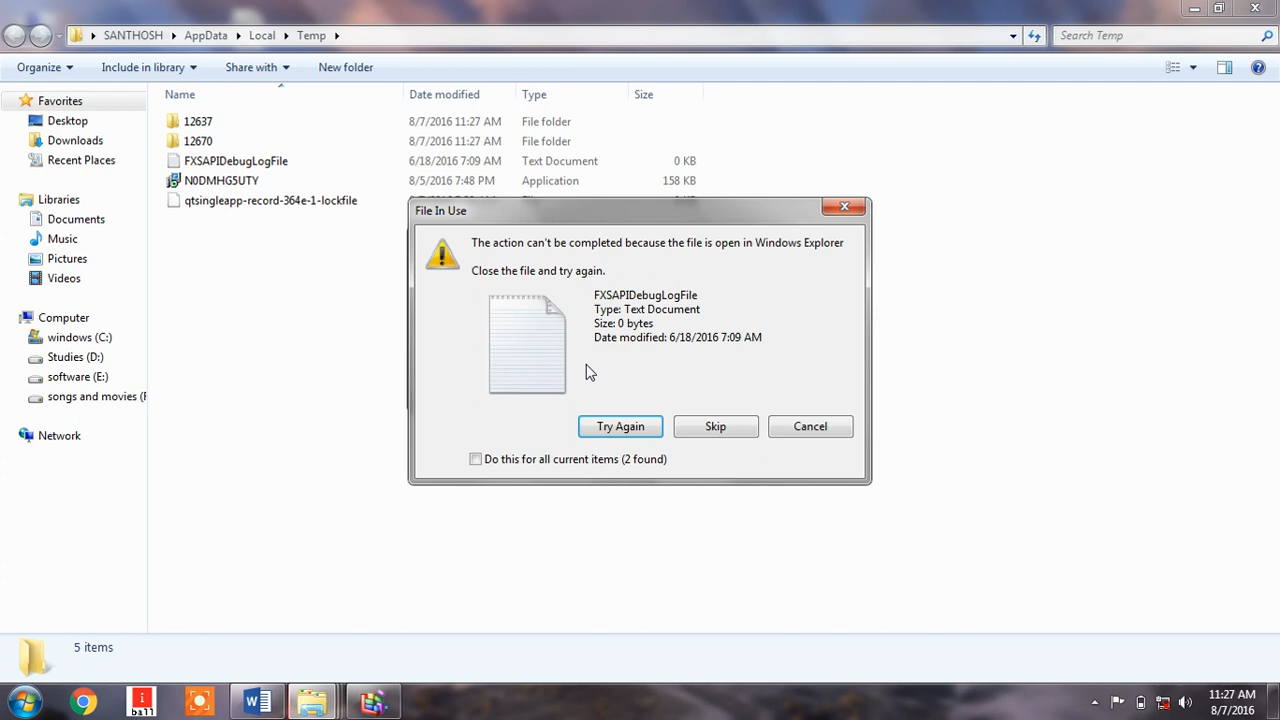 SANTHOSH AppData Local Temp Search Temp
Organize Include in library Share with New folder
Name Date modified Type Size
Favorites
Desktop
Downloads
Recent Places
Libraries
Documents
Music
Pictures
Videos
Computer
windows (C:)
Studies (D:)
software (E:)
songs and movies (F
Network
12637 8/7/2016 11:27 AM File folder
12670 8/7/2016 11:27 AM File folder
FXSAPIDebugLogFile 6/18/2016 7:09 AM Text Document 0 KB
N0DMHG5UTY 8/5/2016 7:48 PM Application 158 KB
qtsingleapp-record-364e-1-lockfile
File In Use
The action can't be completed because the file is open in Windows Explorer
Close the file and try again.
FXSAPIDebugLogFile
Type: Text Document
Size: 0 bytes
Date modified: 6/18/2016 7:09 AM
Try Again Skip Cancel
Do this for all current items (2 found)
5 items
i
ball
11:27 AM
8/7/2016